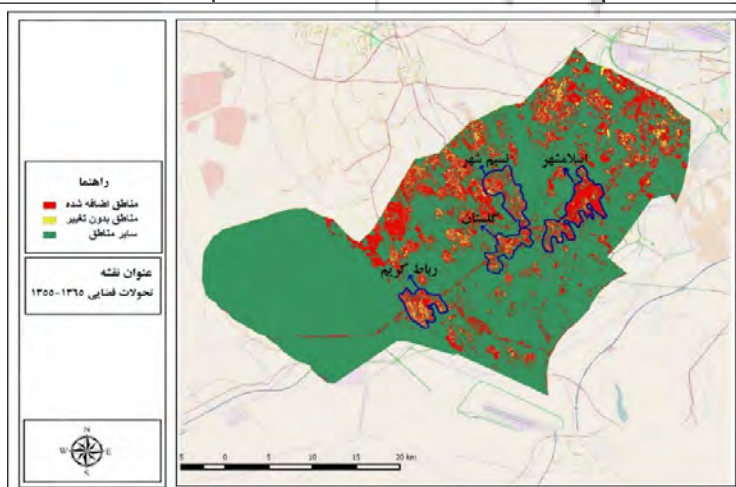 راهنما
مناطق اضافه شده
مناطق بدون تغییر
سایر مناطق
عنوان نقشه
تحولات فضایی ۱۳۶۵-۱۳۵۵
N
W E
S
نسیم شهر
اسلامشهر
گلستان
رباط کریم
5 0 5 10 15 20 km